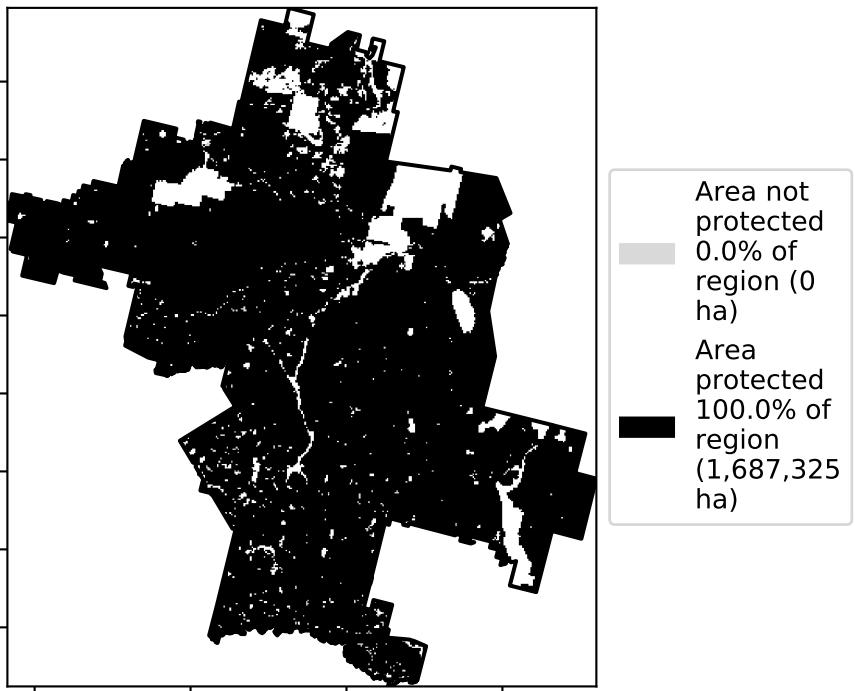 Area not
protected
0.0% of
region (0
ha)
Area
protected
100.0% of
region
(1,687,325
ha)